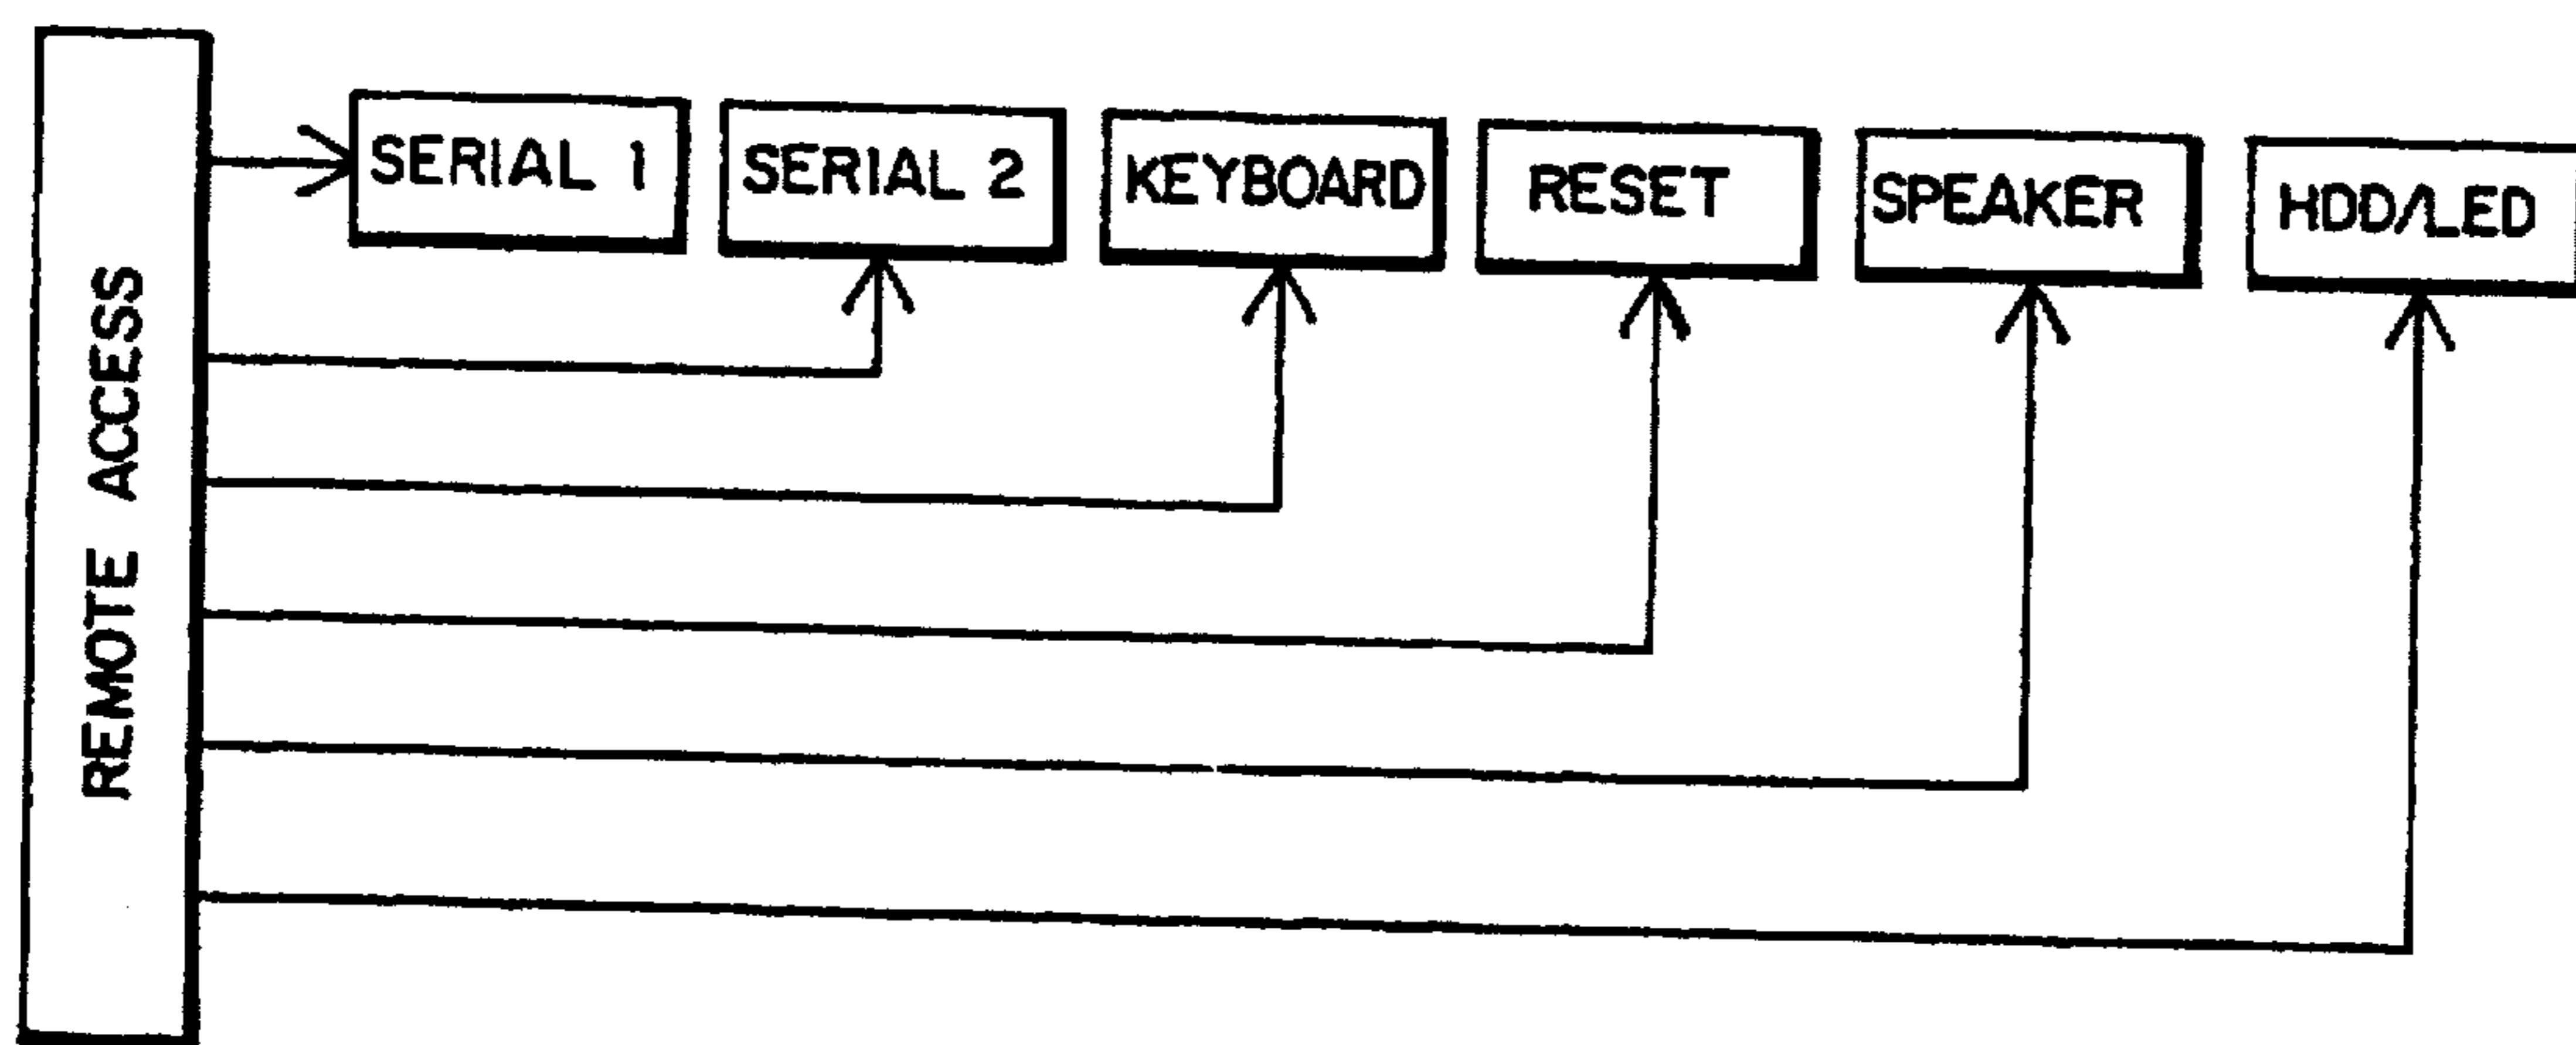 REMOTE ACCESS
SERIAL 1
SERIAL 2
KEYBOARD
RESET
SPEAKER
HDD/LED